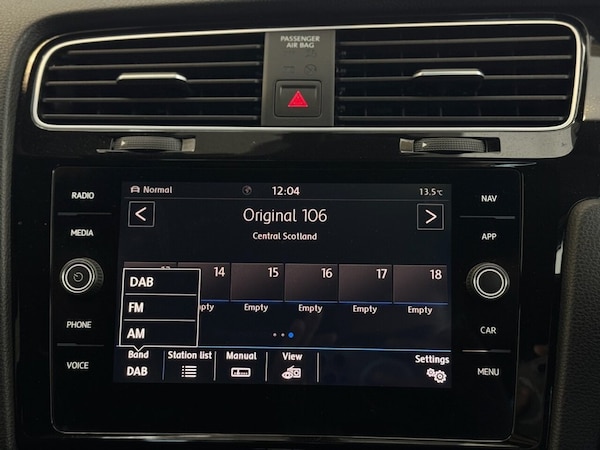 PASSENGER
AIR BAG
RADIO
MEDIA
PHONE
VOICE
Normal
12:04
13.5°C
Original 106
Central Scotland
14
15
16
17
18
Empty
Empty
Empty
Empty
DAB
FM
AM
Band
DAB
Station list
Manual
View
Settings
NAV
APP
CAR
MENU